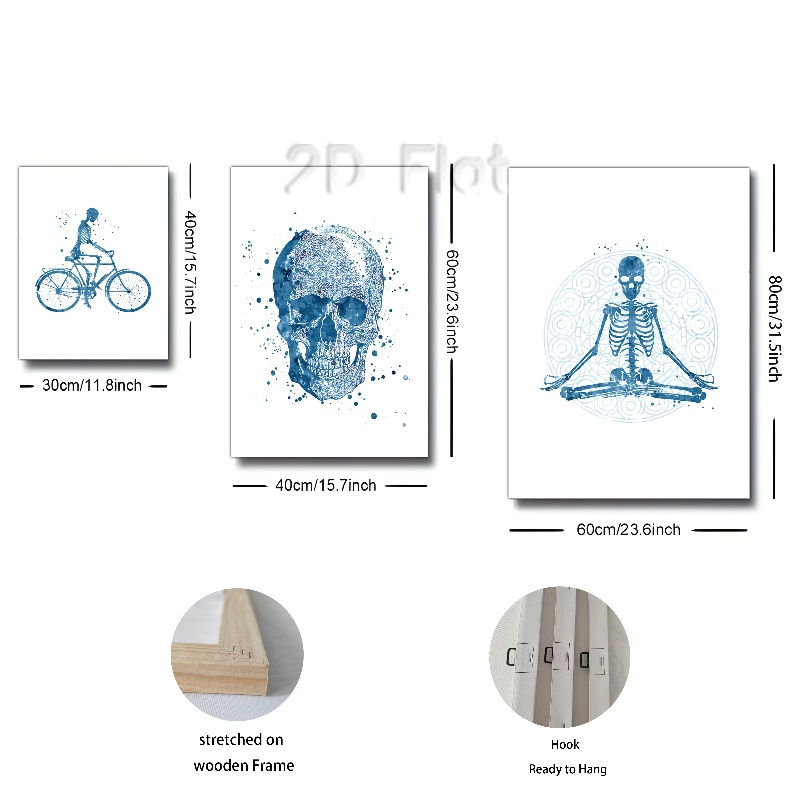 2D Flat
40cm/15.7inch
30cm/11.8inch
60cm/23.6inch
40cm/15.7inch
80cm/31.5inch
60cm/23.6inch
stretched on
wooden Frame
Hook
Ready to Hang